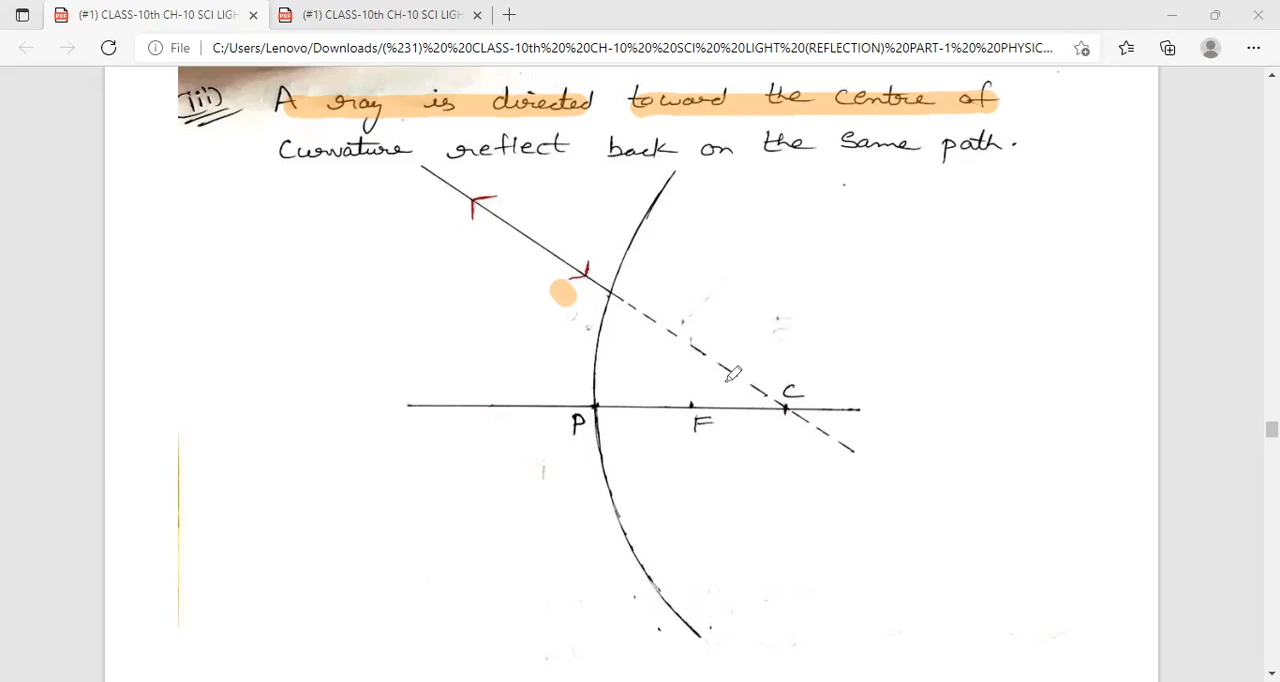 (#1) CLASS-10th CH-10 SCI LIGH
(#1) CLASS-10th CH-10 SCI LIGH
File
C:/Users/Lenovo/Downloads/(%231)%20%20CLASS-10th%20%20CH-10%20%20SCI%20%20LIGHT%20(REFLECTION)%20PART-1%20%20PHYSIC...
(iii) A ray is directed toward the centre of
Curvature reflect back on the same path.
C
P
F